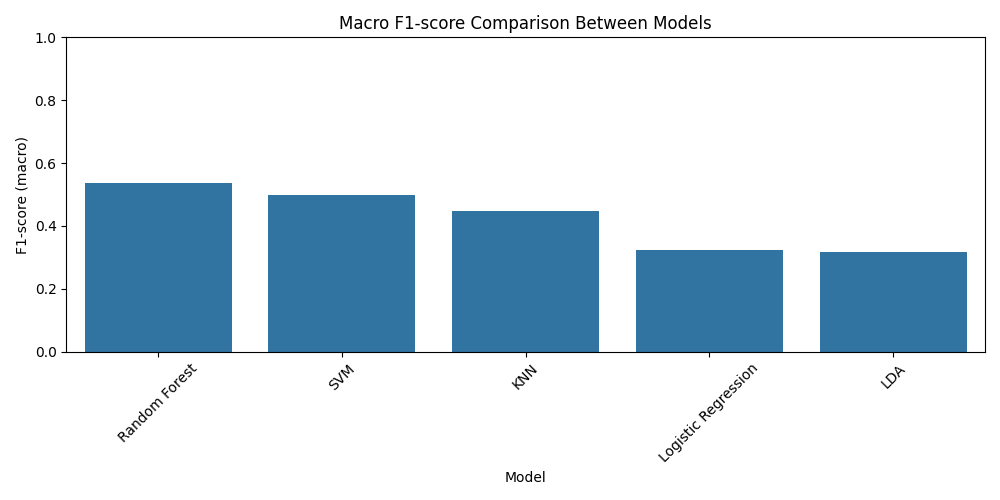 Macro F1-score Comparison Between Models
F1-score (macro)
1.0
0.8
0.6
0.4
0.2
0.0
Random Forest
SVM
KNN
Logistic Regression
LDA
Model